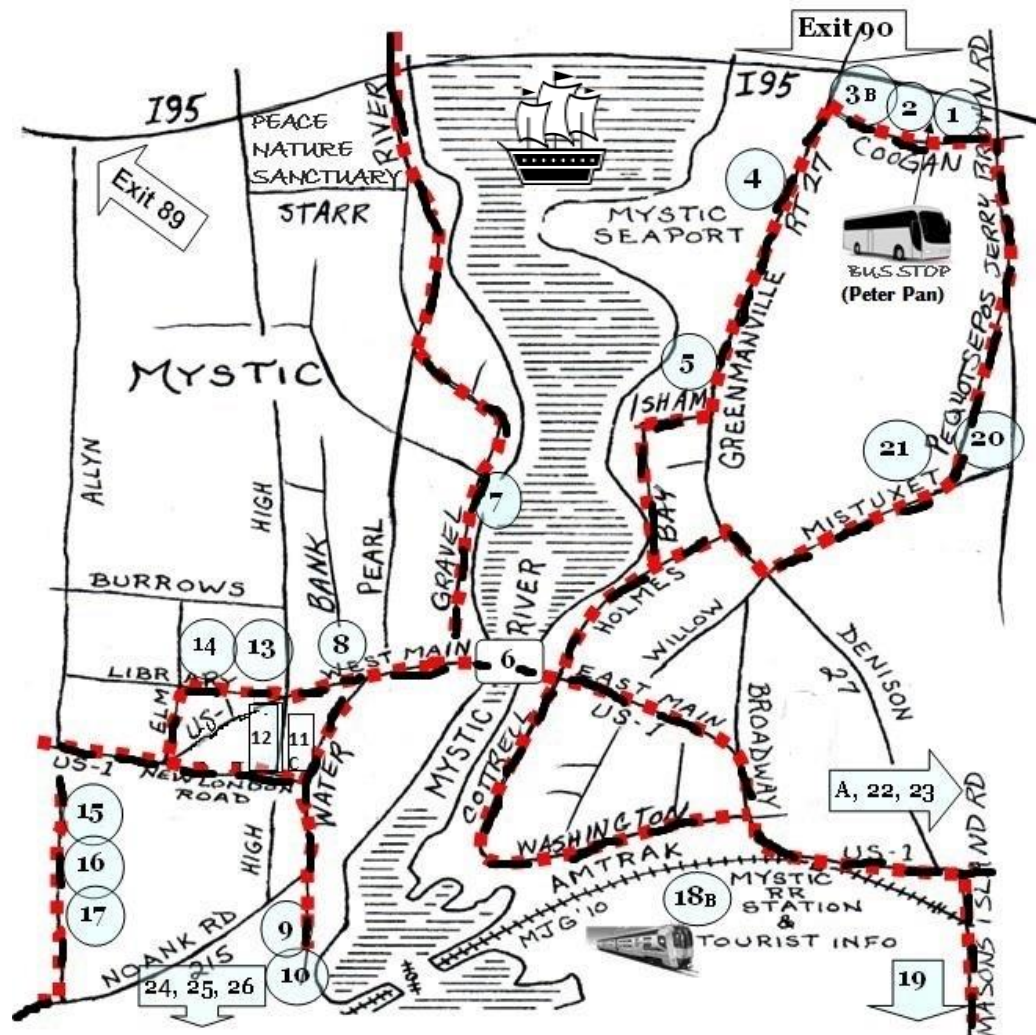 Exit 90
I95
I95
3B
2
1
COOGAN
PEACE
NATURE
SANCTUARY
RIVER
STARR
Exit 89
4
RT 27
MYSTIC
SEAPORT
BUS STOP
(Peter Pan)
PEQUOTSEPOS JERRY BROWN RD
MYSTIC
5
ISHAM
GREENMANVILLE
21
20
ALLYN
HIGH
BANK
PEARL
7
GRAVEL
BAY
MISTUXET
BURROWS
RIVER
HOLMES
WILLOW
DENISON
27
14
13
8
LIBRARY
WEST MAIN
6
EAST MAIN
US-1
ELM
US-1
12
11
C
WATER
MYSTIC
COTTRELL
BROADWAY
US-1
NEW LONDON
ROAD
A, 22, 23
15
16
17
HIGH
WASHINGTON
AMTRAK
US-1
MYSTIC
RR
STATION
&
TOURIST INFO
18B
MJG '10
MASONS ISLAND RD
NOANK RD
215
9
10
24, 25, 26
19